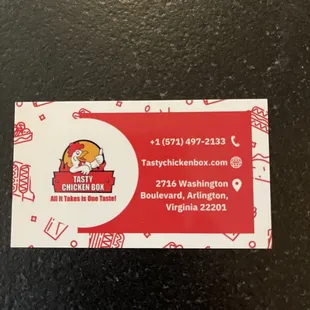 TASTY
CHICKEN BOX
All It Takes is One Taste!
+1 (571) 497-2133
Tastychickenbox.com
2716 Washington
Boulevard, Arlington,
Virginia 22201